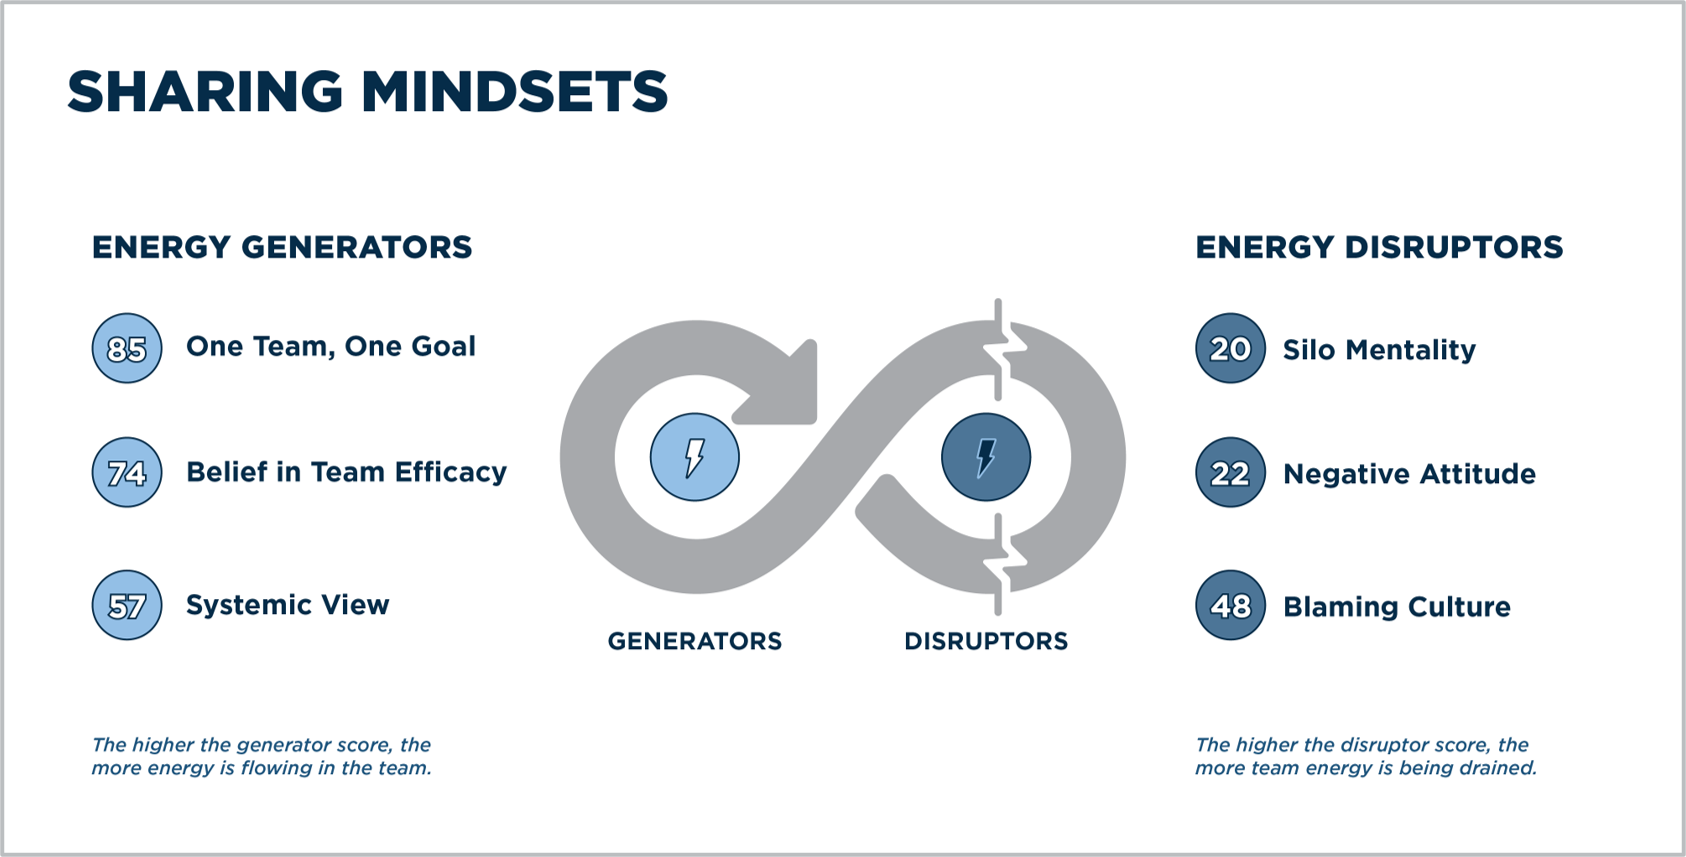 SHARING MINDSETS
ENERGY GENERATORS
85 One Team, One Goal
74 Belief in Team Efficacy
57 Systemic View
The higher the generator score, the
more energy is flowing in the team.
GENERATORS
DISRUPTORS
ENERGY DISRUPTORS
20 Silo Mentality
22 Negative Attitude
48 Blaming Culture
The higher the disruptor score, the
more team energy is being drained.